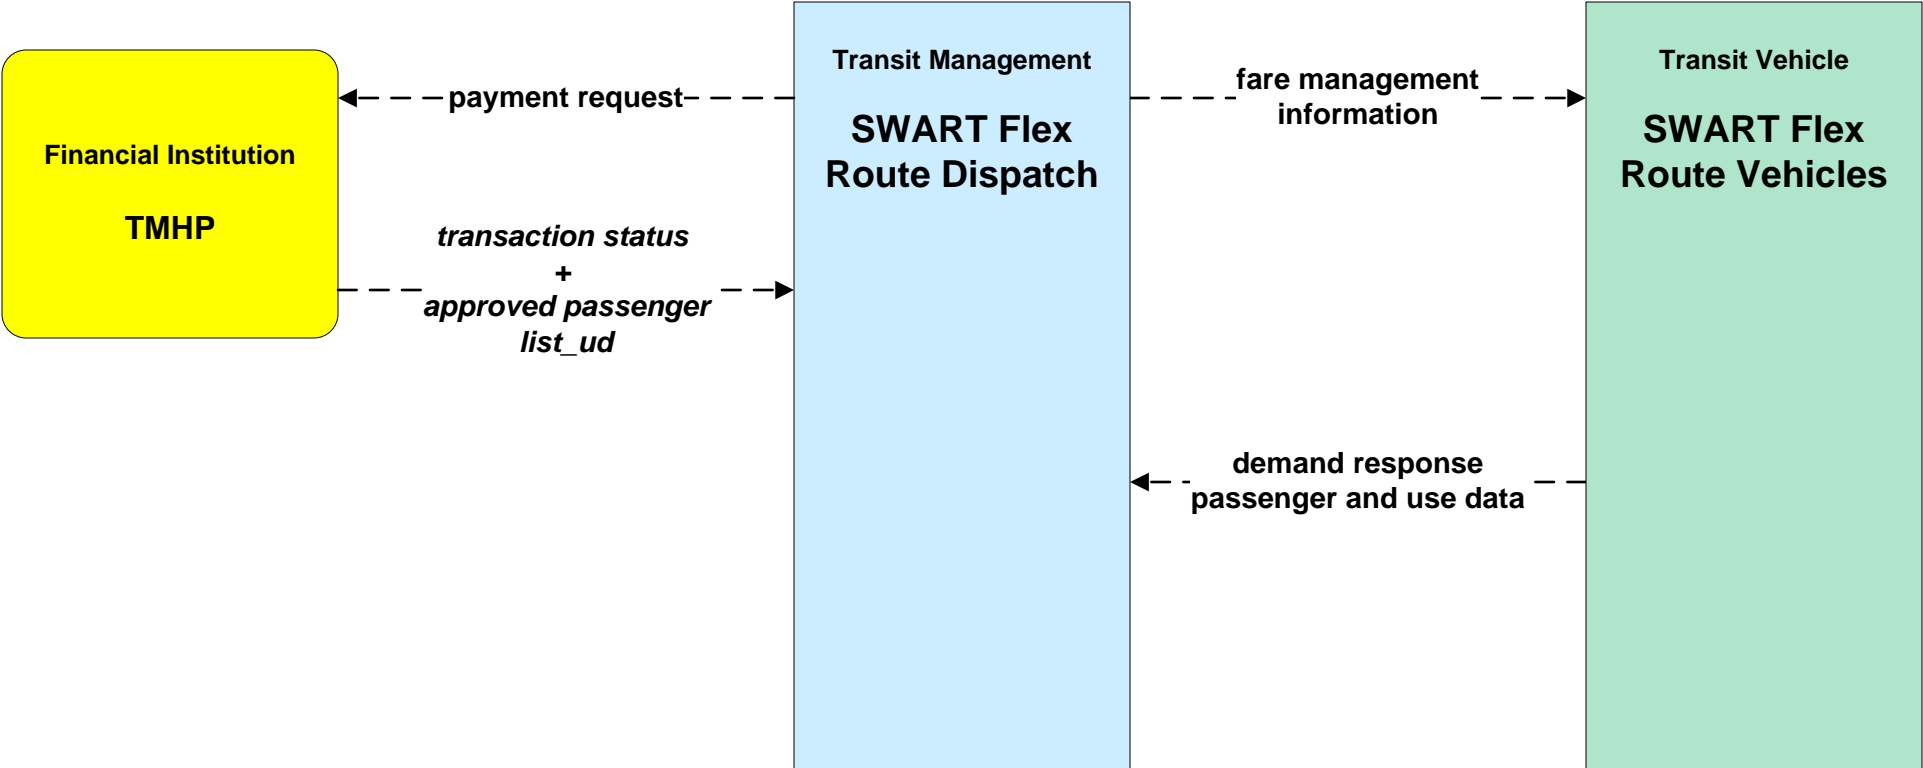 Financial Institution
TMHP
payment request
transaction status
+
approved passenger
list_ud
Transit Management
SWART Flex
Route Dispatch
fare management
information
demand response
passenger and use data
Transit Vehicle
SWART Flex
Route Vehicles